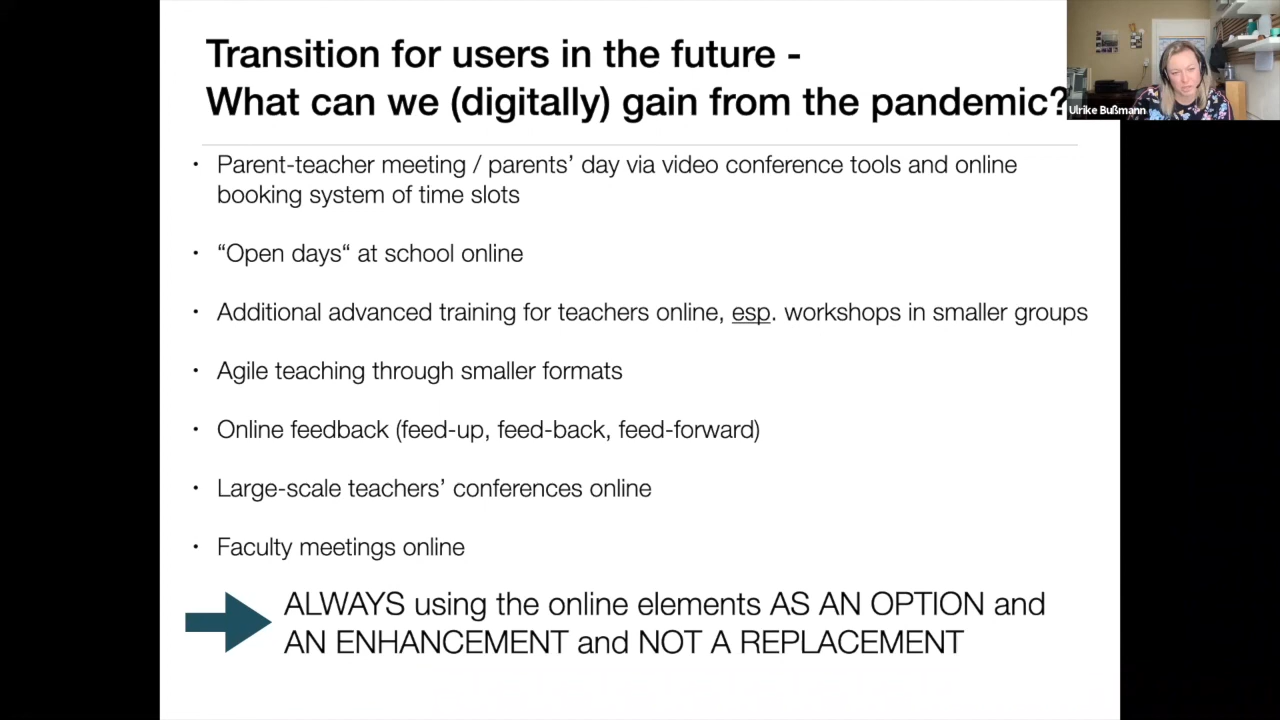 Transition for users in the future -
What can we (digitally) gain from the pandemic?
Ulrike Bußmann
· Parent-teacher meeting / parents’ day via video conference tools and online
booking system of time slots
· “Open days“ at school online
· Additional advanced training for teachers online, esp. workshops in smaller groups
· Agile teaching through smaller formats
· Online feedback (feed-up, feed-back, feed-forward)
· Large-scale teachers’ conferences online
· Faculty meetings online
ALWAYS using the online elements AS AN OPTION and
AN ENHANCEMENT and NOT A REPLACEMENT